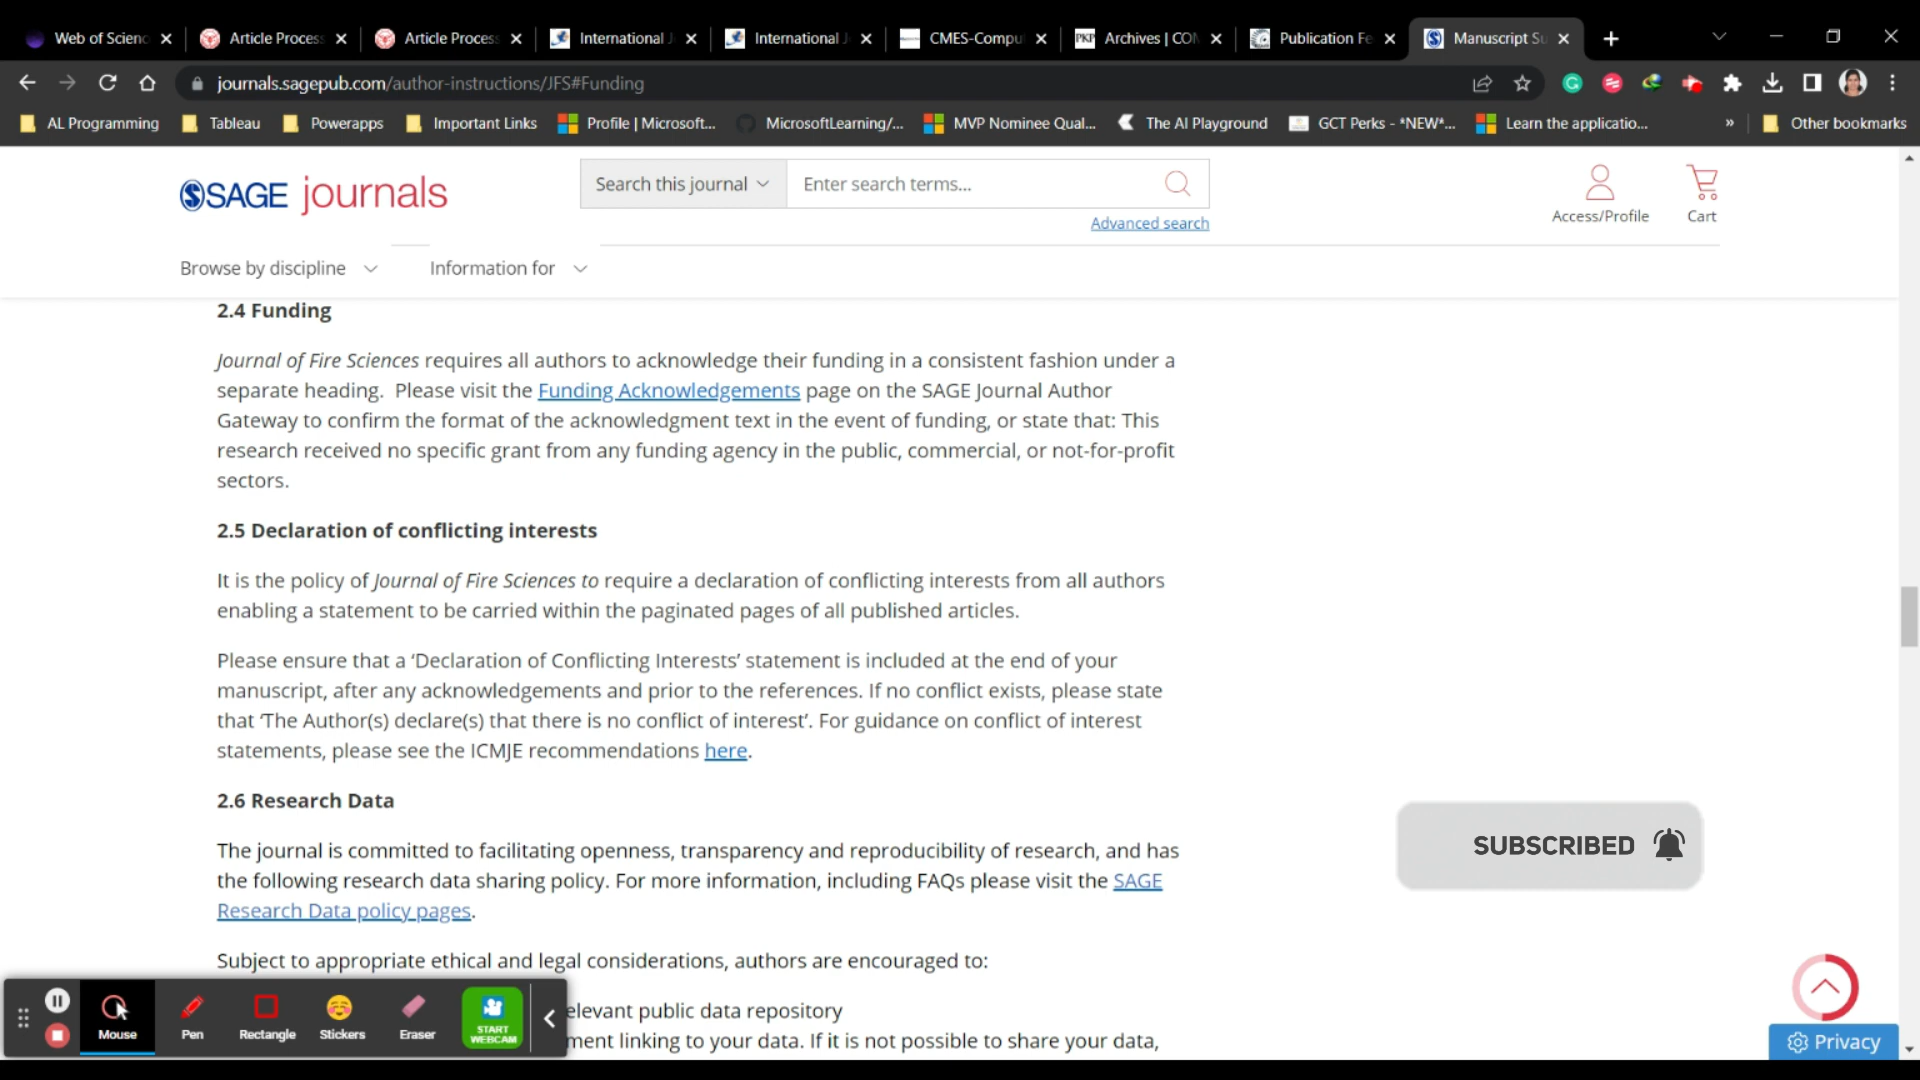 Web of Scienc
Article Process
Article Process
International J
International J
CMES-Compu
PKP Archives | COM
Publication Fe
Manuscript Su
journals.sagepub.com/author-instructions/JFS#Funding
AL Programming
Tableau
Powerapps
Important Links
Profile | Microsoft...
MicrosoftLearning/...
MVP Nominee Qual...
The AI Playground
GCT Perks - *NEW*...
Learn the applicatio...
»
Other bookmarks
SSAGE journals
Search this journal
Enter search terms...
Advanced search
Access/Profile
Cart
Browse by discipline
Information for
2.4 Funding
Journal of Fire Sciences requires all authors to acknowledge their funding in a consistent fashion under a
separate heading.  Please visit the Funding Acknowledgements page on the SAGE Journal Author
Gateway to confirm the format of the acknowledgment text in the event of funding, or state that: This
research received no specific grant from any funding agency in the public, commercial, or not-for-profit
sectors.
2.5 Declaration of conflicting interests
It is the policy of Journal of Fire Sciences to require a declaration of conflicting interests from all authors
enabling a statement to be carried within the paginated pages of all published articles.
Please ensure that a ‘Declaration of Conflicting Interests’ statement is included at the end of your
manuscript, after any acknowledgements and prior to the references. If no conflict exists, please state
that ‘The Author(s) declare(s) that there is no conflict of interest’. For guidance on conflict of interest
statements, please see the ICMJE recommendations here.
2.6 Research Data
The journal is committed to facilitating openness, transparency and reproducibility of research, and has
the following research data sharing policy. For more information, including FAQs please visit the SAGE
Research Data policy pages.
SUBSCRIBED
Subject to appropriate ethical and legal considerations, authors are encouraged to:
elevant public data repository
ment linking to your data. If it is not possible to share your data,
Mouse
Pen
Rectangle
Stickers
Eraser
START
WEBCAM
Privacy